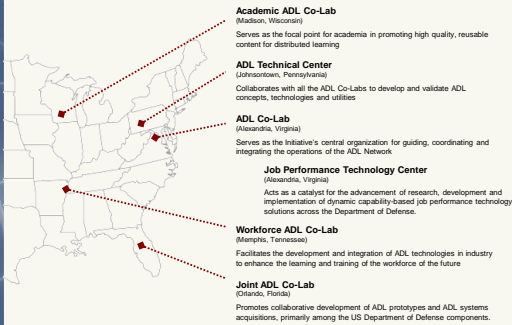 Academic ADL Co-Lab
(Madison, Wisconsin)
Serves as the focal point for academia in promoting high quality, reusable
content for distributed learning
ADL Technical Center
(Johnsontown, Pennsylvania)
Collaborates with all the ADL Co-Labs to develop and validate ADL
concepts, technologies and utilities
ADL Co-Lab
(Alexandria, Virginia)
Serves as the Initiative's central organization for guiding, coordinating and
integrating the operations of the ADL Network
Job Performance Technology Center
(Alexandria, Virginia)
Acts as a catalyst for the advancement of research, development and
implementation of dynamic capability-based job performance technology
solutions across the Department of Defense.
Workforce ADL Co-Lab
(Memphis, Tennessee)
Facilitates the development and integration of ADL technologies in industry
to enhance the learning and training of the workforce of the future
Joint ADL Co-Lab
(Orlando, Florida)
Promotes collaborative development of ADL prototypes and ADL systems
acquisitions, primarily among the US Department of Defense components.